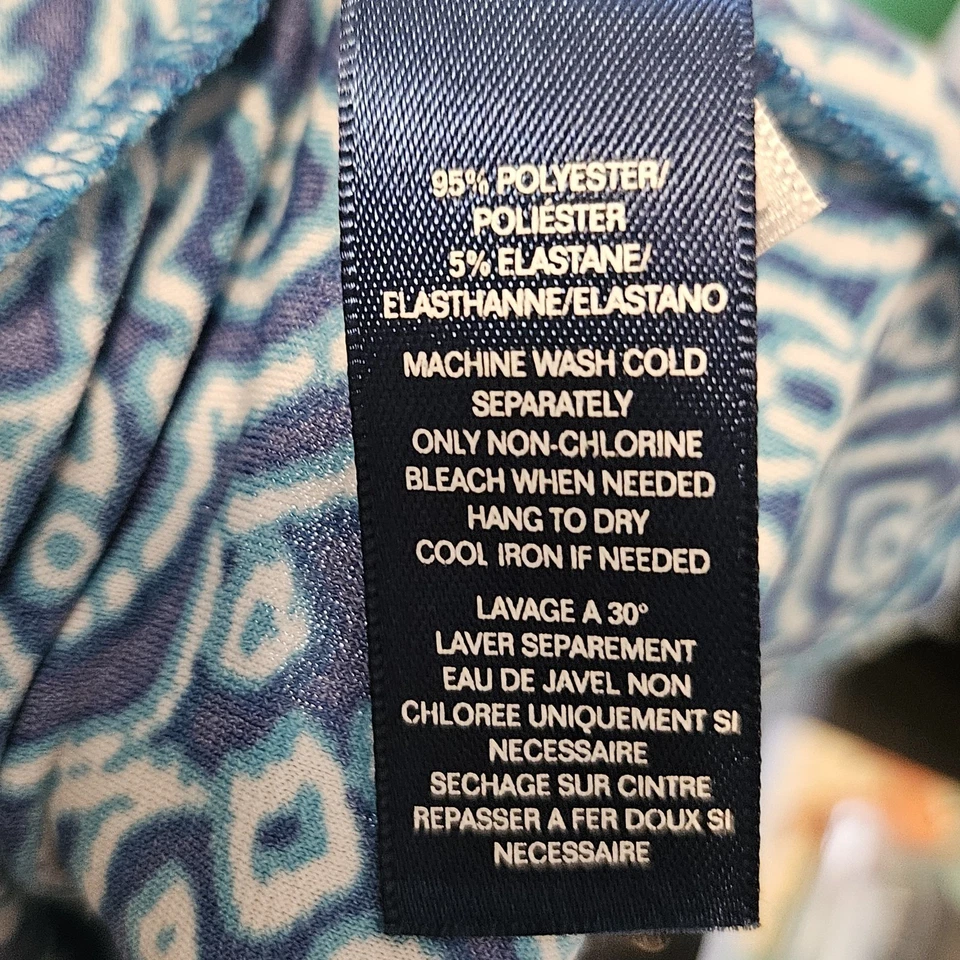 95% POLYESTER/
POLIÉSTER
5% ELASTANE/
ELASTHANNE/ELASTANO
MACHINE WASH COLD
SEPARATELY
ONLY NON-CHLORINE
BLEACH WHEN NEEDED
HANG TO DRY
COOL IRON IF NEEDED
LAVAGE A 30°
LAVER SEPAREMENT
EAU DE JAVEL NON
CHLOREE UNIQUEMENT SI
NECESSAIRE
SECHAGE SUR CINTRE
REPASSER A FER DOUX SI
NECESSAIRE